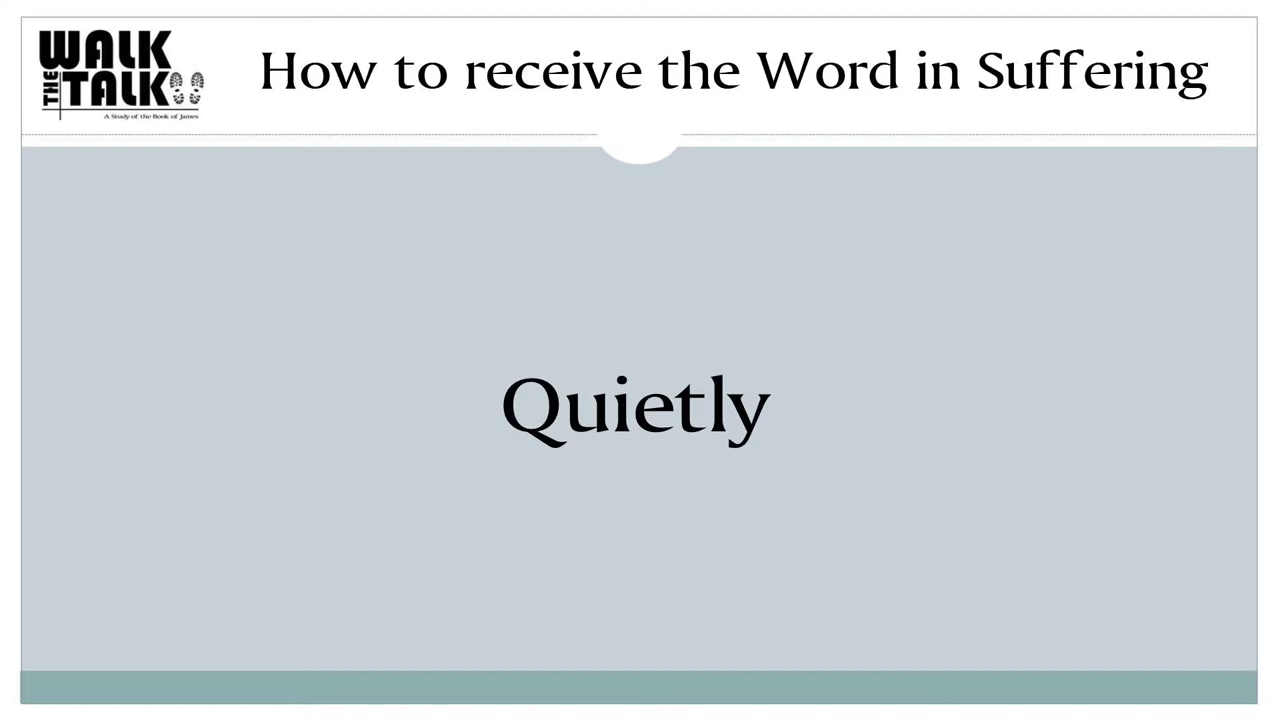 WALK
THE
TALK
A Study of the Book of James
How to receive the Word in Suffering
Quietly